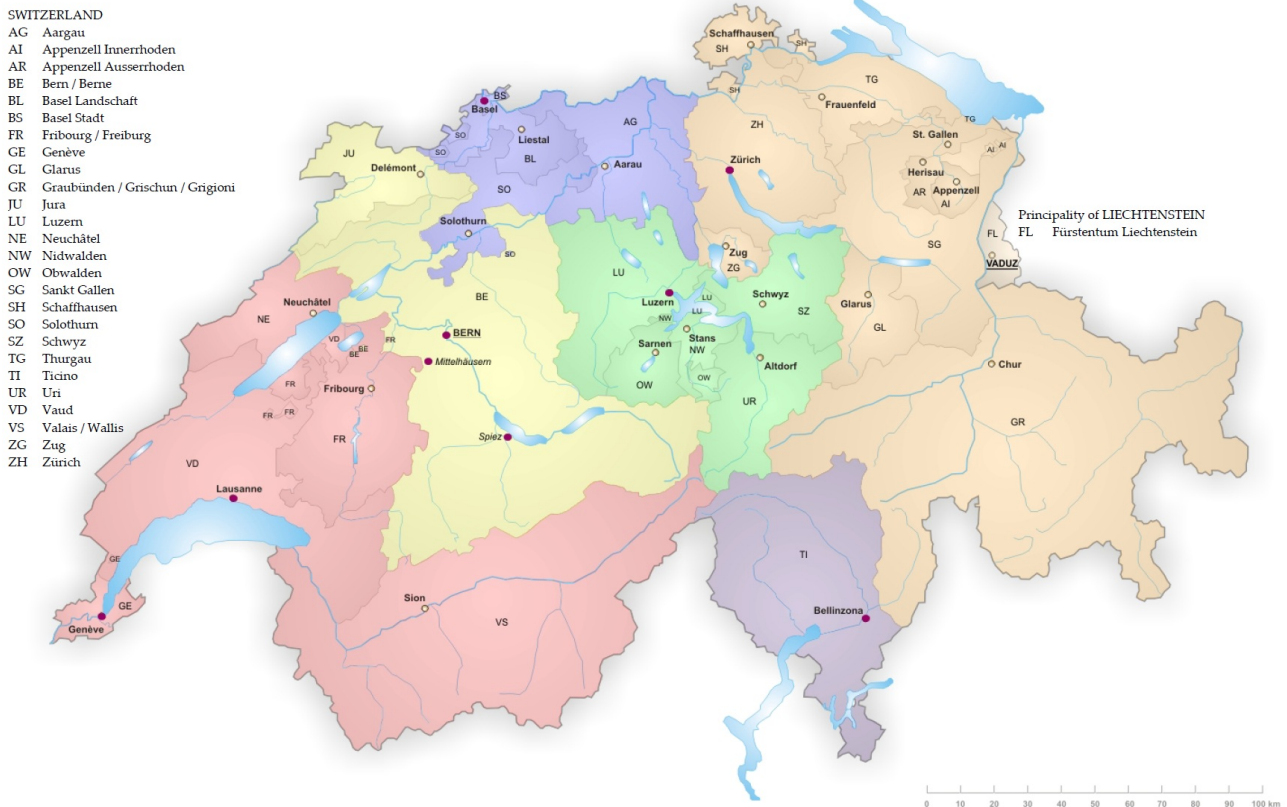 SWITZERLAND
AG Aargau
AI Appenzell Innerrhoden
AR Appenzell Ausserrhoden
BE Bern / Berne
BL Basel Landschaft
BS Basel Stadt
FR Fribourg / Freiburg
GE Genève
GL Glarus
GR Graubünden / Grischun / Grigioni
JU Jura
LU Luzern
NE Neuchâtel
NW Nidwalden
OW Obwalden
SG Sankt Gallen
SH Schaffhausen
SO Solothurn
SZ Schwyz
TG Thurgau
TI Ticino
UR Uri
VD Vaud
VS Valais / Wallis
ZG Zug
ZH Zürich
Schaffhausen
SH
SH
SH
TG
BS
Basel
Frauenfeld
TG
AG
ZH
SO
Liestal
St. Gallen
AI
AI
JU
SO
BL
Zürich
Delémont
Aarau
Herisau
SO
AR
Appenzell
AI
Solothurn
Principality of LIECHTENSTEIN
FL Fürstentum Liechtenstein
FL
SG
SO
Zug
ZG
VADUZ
LU
BE
Neuchâtel
Luzern
LU
Schwyz
Glarus
NE
LU
SZ
NW
GL
BERN
VD
FR
BE
BE
Stans
Sarnen
NW
Mittelhäusern
Altdorf
Chur
FR
Fribourg
OW
OW
UR
FR
FR
GR
FR
Spiez
VD
Lausanne
GE
TI
Sion
GE
Bellinzona
Genève
VS
0 10 20 30 40 50 60 70 80 90 100 km